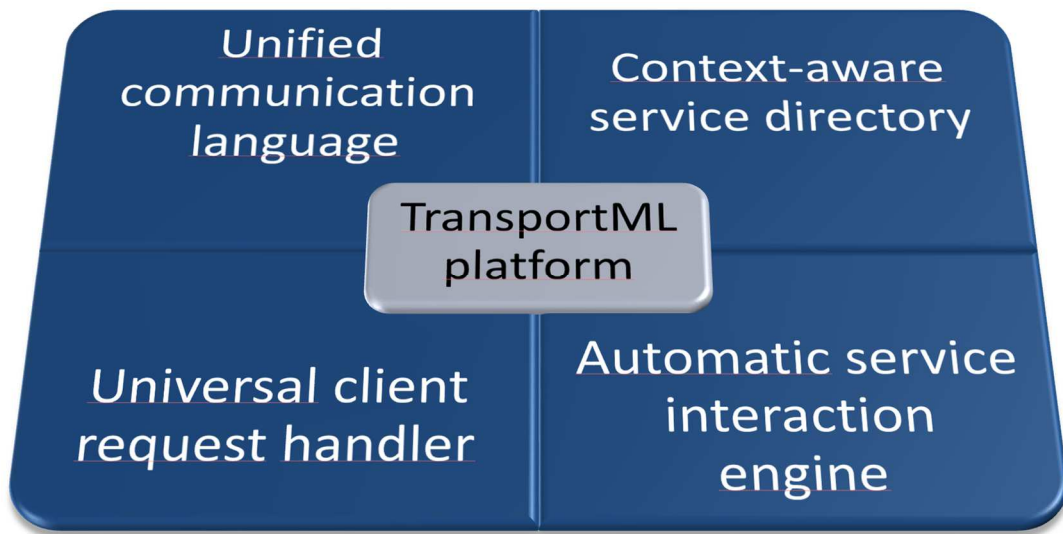 Unified
communication
language
Context-aware
service directory
TransportML
platform
Universal client
request handler
Automatic service
interaction
engine